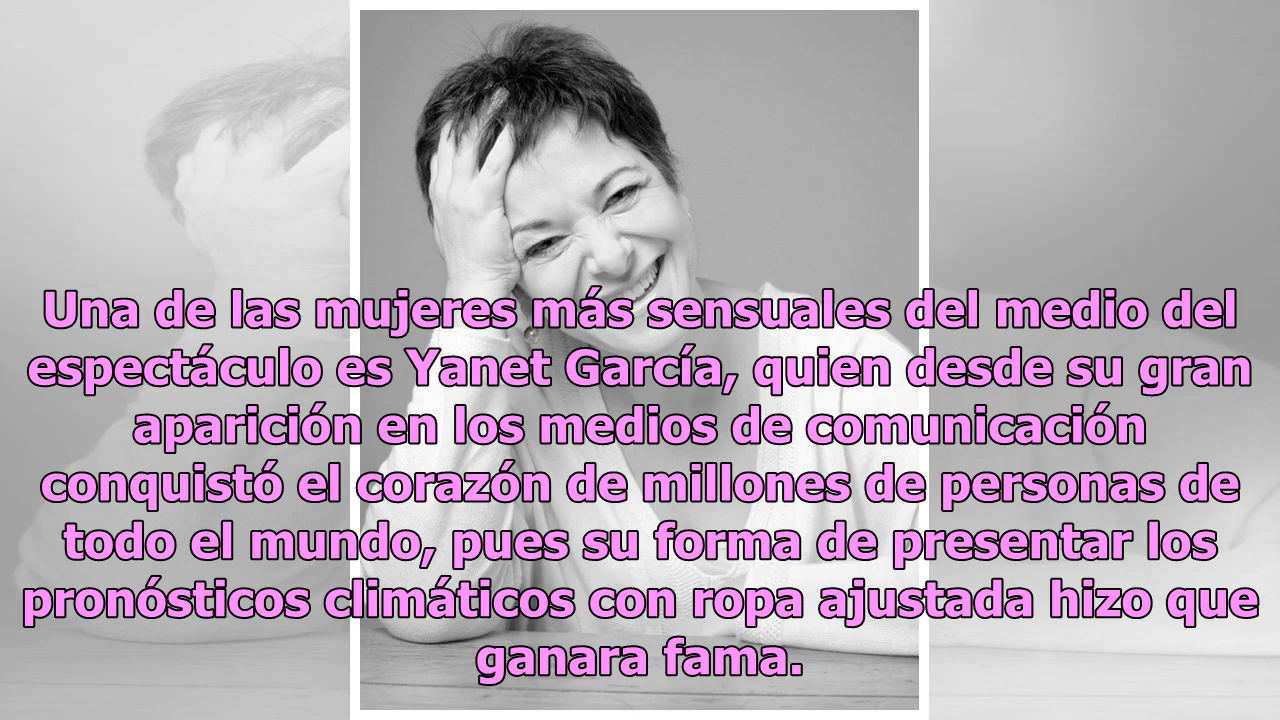 Una de las mujeres más sensuales del medio del
espectáculo es Yanet García, quien desde su gran
aparición en los medios de comunicación
conquistó el corazón de millones de personas de
todo el mundo, pues su forma de presentar los
pronósticos climáticos con ropa ajustada hizo que
ganara fama.